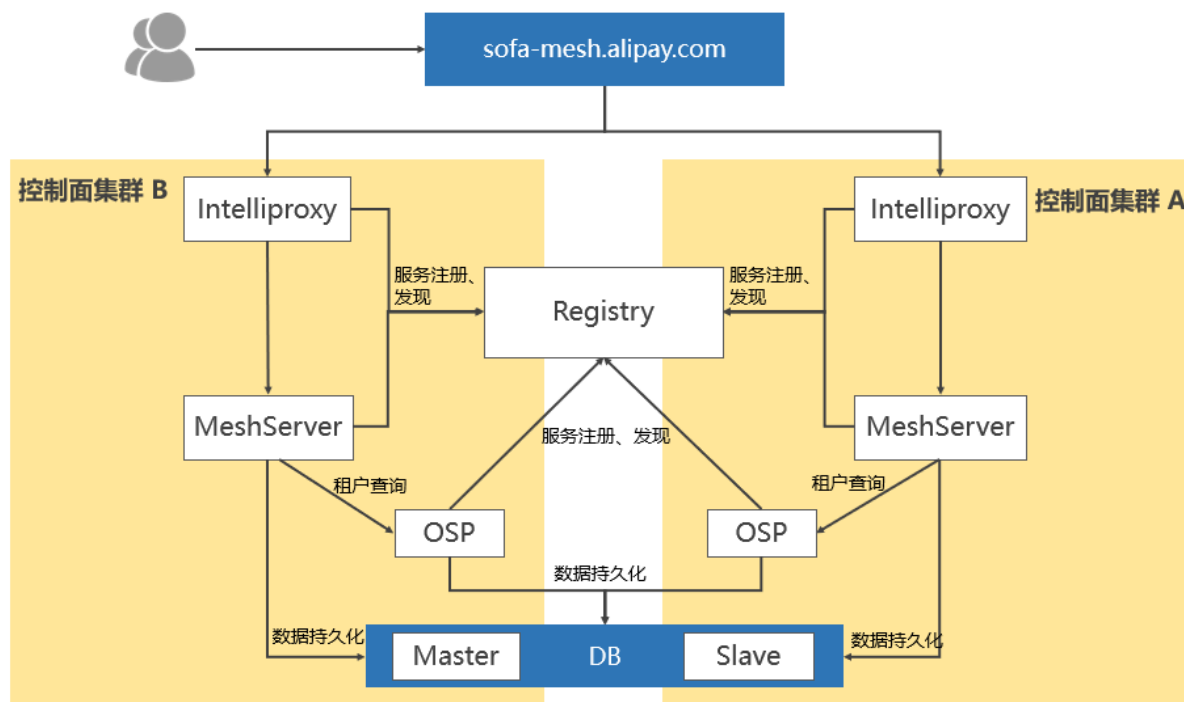 sofa-mesh.alipay.com
控制面集群 B
控制面集群 A
Intelliproxy
Intelliproxy
服务注册、
发现
服务注册、
发现
Registry
MeshServer
MeshServer
服务注册、发现
租户查询
租户查询
OSP
OSP
数据持久化
数据持久化
数据持久化
Master
DB
Slave